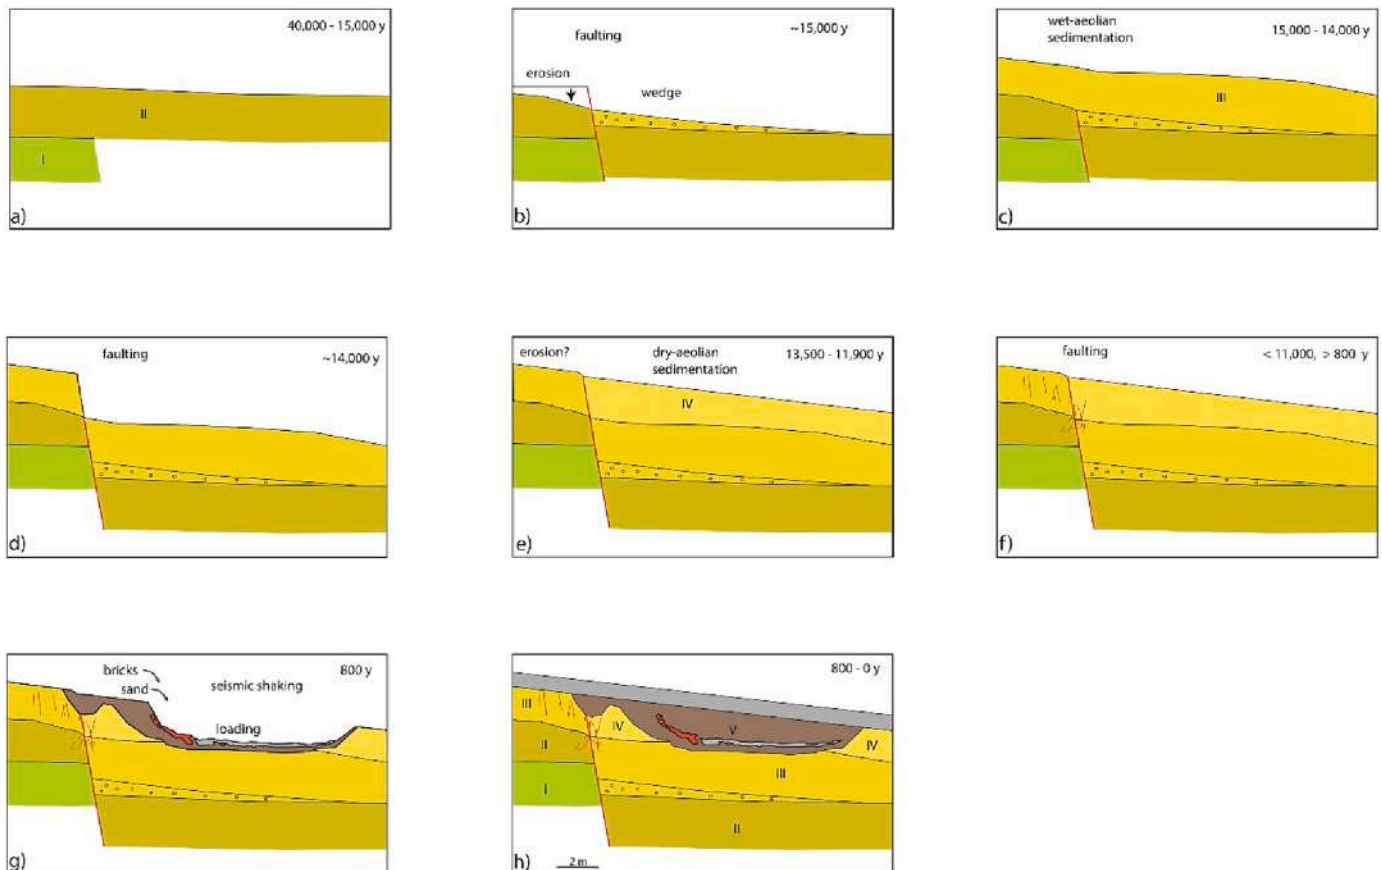 40,000 - 15,000 y
II
I
a)
faulting
~15,000 y
erosion
wedge
b)
wet-aeolian
sedimentation
15,000 - 14,000 y
III
c)
faulting
~14,000 y
d)
erosion?
dry-aeolian
sedimentation
13,500 - 11,900 y
IV
e)
faulting
< 11,000, > 800 y
f)
bricks
sand
seismic shaking
800 y
loading
g)
800 - 0 y
III
IV
V
IV
II
III
I
II
h)
2 m